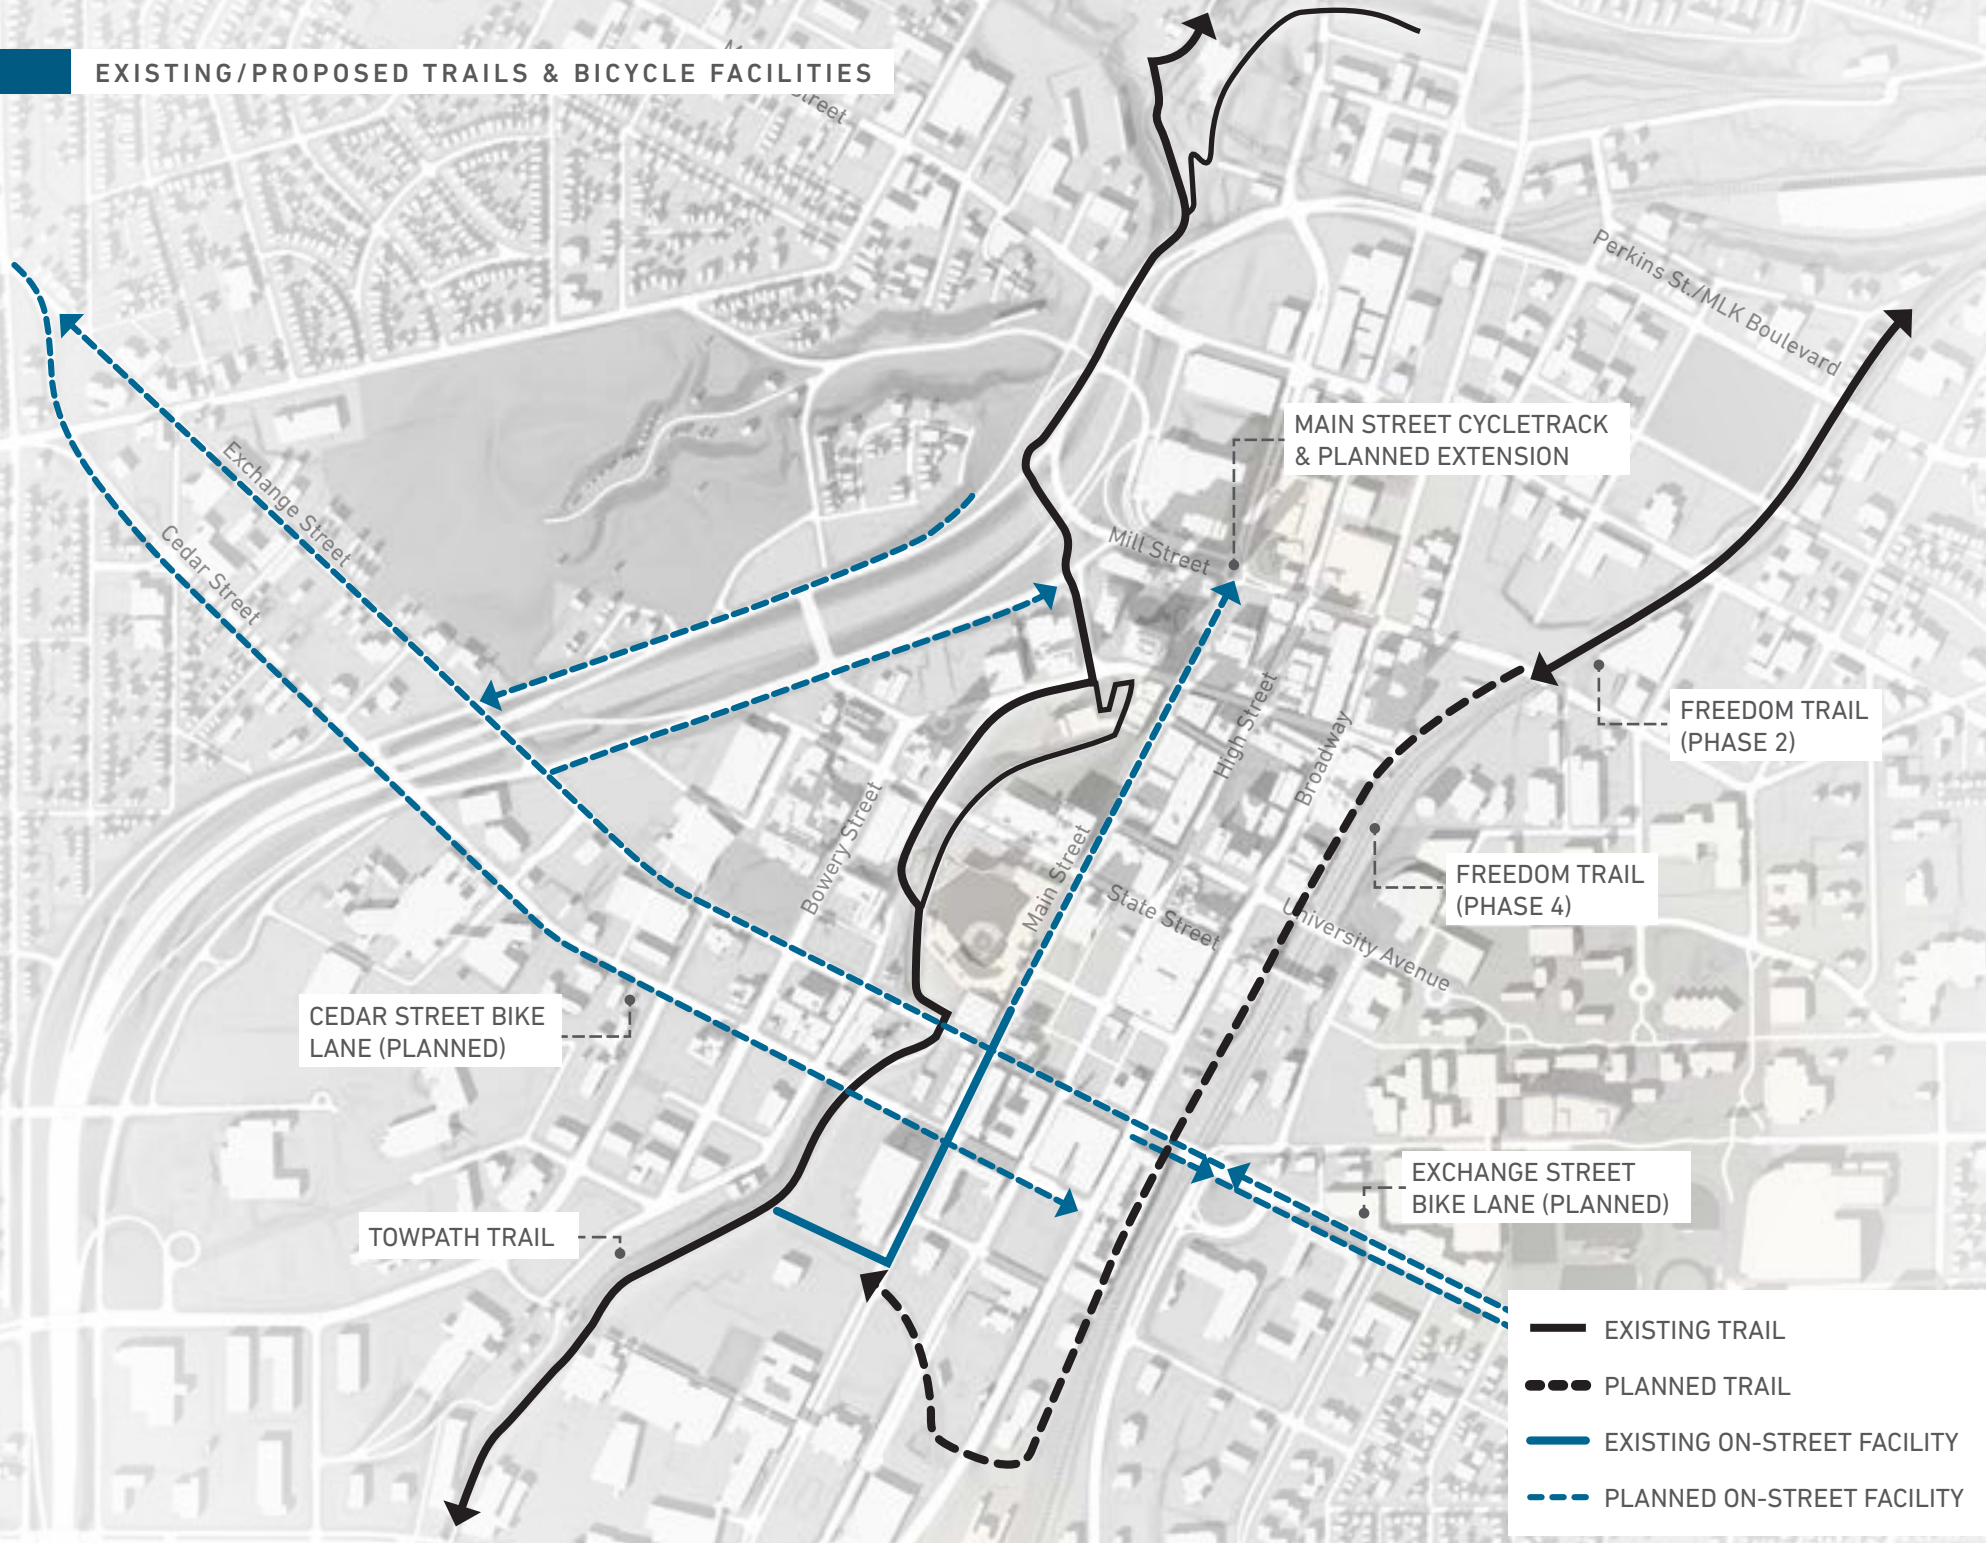 EXISTING/PROPOSED TRAILS & BICYCLE FACILITIES
Street
Perkins St./MLK Boulevard
MAIN STREET CYCLETRACK
& PLANNED EXTENSION
Exchange Street
Cedar Street
Mill Street
High Street
Broadway
FREEDOM TRAIL
(PHASE 2)
Bowery Street
Main Street
State Street
University Avenue
FREEDOM TRAIL
(PHASE 4)
CEDAR STREET BIKE
LANE (PLANNED)
EXCHANGE STREET
BIKE LANE (PLANNED)
TOWPATH TRAIL
EXISTING TRAIL
PLANNED TRAIL
EXISTING ON-STREET FACILITY
PLANNED ON-STREET FACILITY